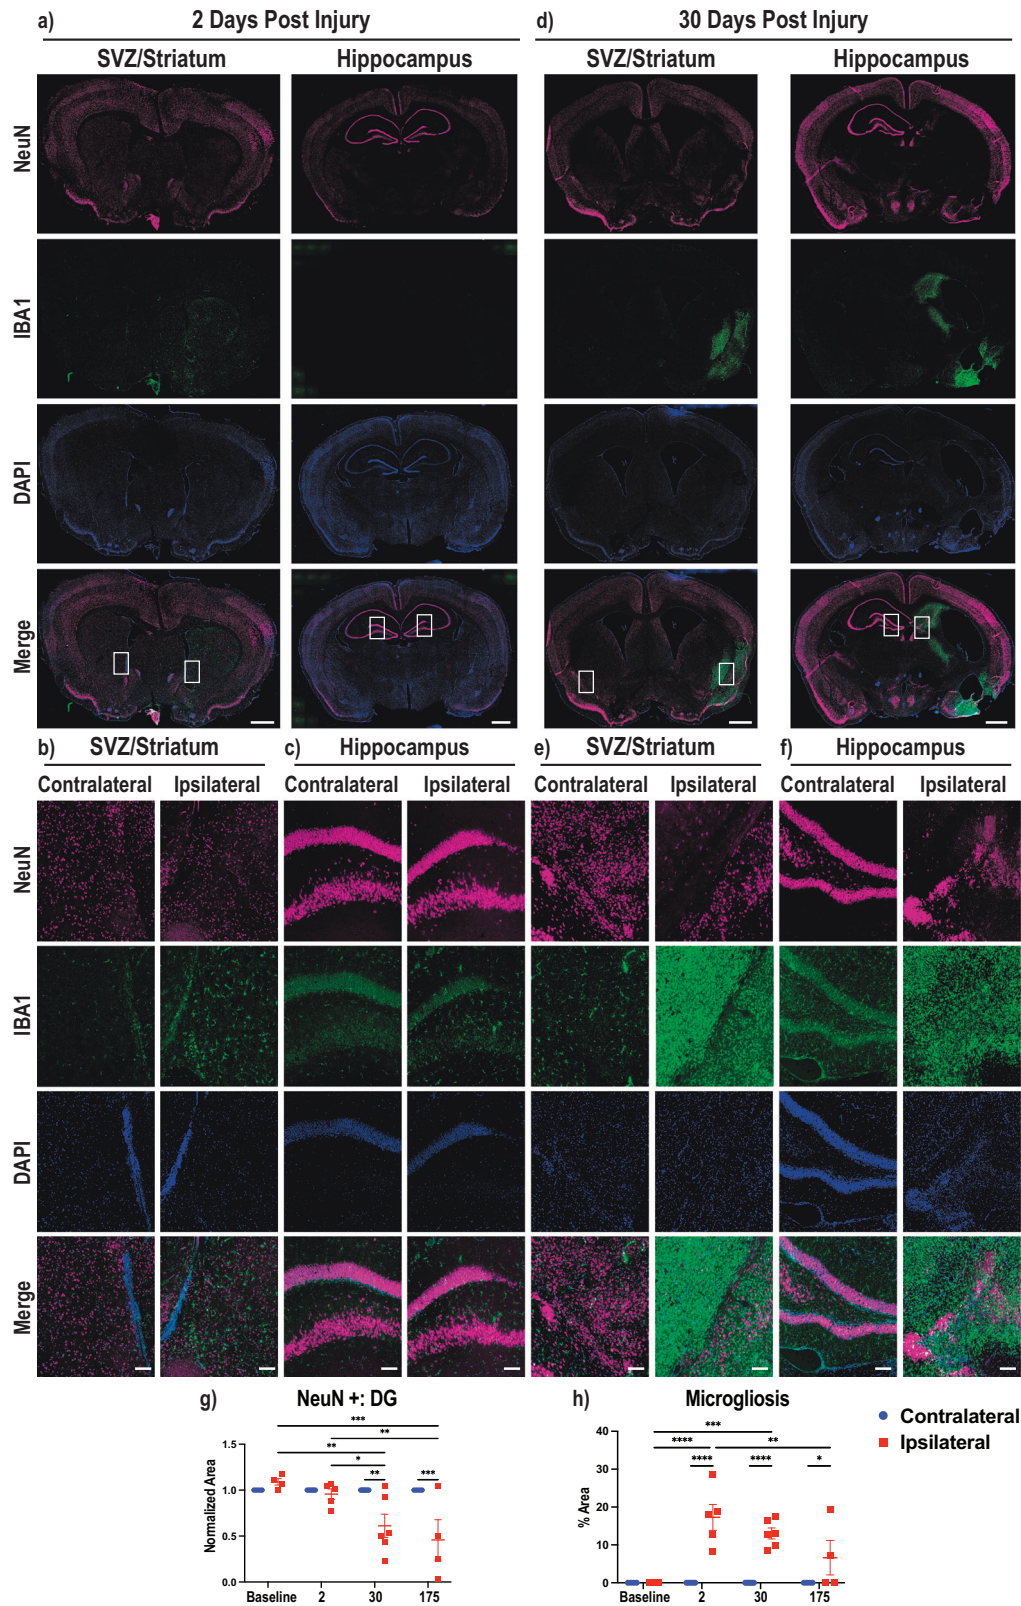 a) 2 Days Post Injury d) 30 Days Post Injury
SVZ/Striatum Hippocampus SVZ/Striatum Hippocampus
NeuN
IBA1
DAPI
Merge
b) SVZ/Striatum c) Hippocampus e) SVZ/Striatum f) Hippocampus
Contralateral Ipsilateral Contralateral Ipsilateral Contralateral Ipsilateral Contralateral Ipsilateral
NeuN
IBA1
DAPI
Merge
g) NeuN +: DG h) Microgliosis
Contralateral
Ipsilateral
***
**
**
*
** ***
1.5
1.0
0.5
0.0
Normalized Area
Baseline 2 30 175
***
**** **
**** **** *
40
30
20
10
0
% Area
Baseline 2 30 175